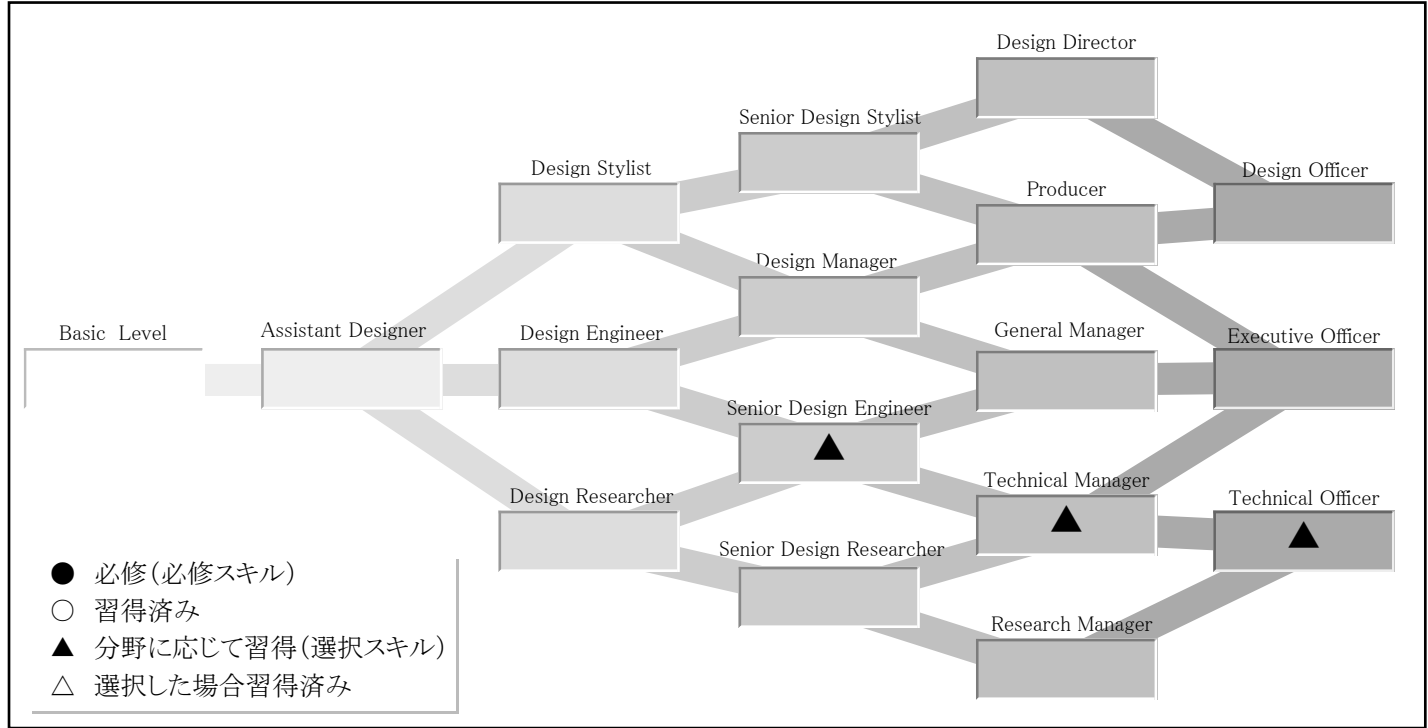 Design Director
Senior Design Stylist
Design Stylist
Design Officer
Producer
Design Manager
Basic Level
Assistant Designer
Design Engineer
General Manager
Executive Officer
Senior Design Engineer
▲
Technical Manager
▲
Design Researcher
Technical Officer
▲
Senior Design Researcher
Research Manager
● 必修(必修スキル)
○ 習得済み
▲ 分野に応じて習得(選択スキル)
△ 選択した場合習得済み